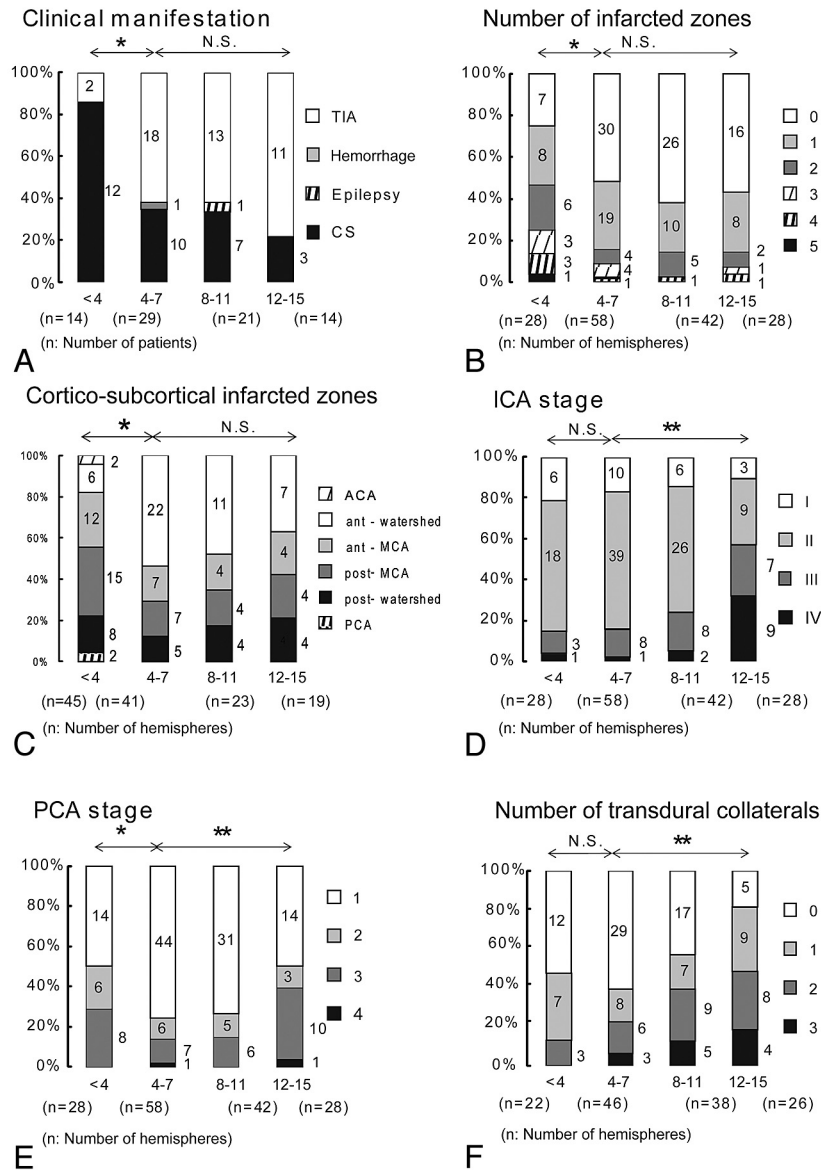 Clinical manifestation
* N.S.
100%
80%
60%
40%
20%
0%
2
12
18
1
10
13
1
7
11
3
TIA
Hemorrhage
Epilepsy
CS
<4 4-7 8-11 12-15
(n=14) (n=29) (n=21) (n=14)
(n: Number of patients)
A
Number of infarcted zones
* N.S.
100%
80%
60%
40%
20%
0%
7
8
6
3
3
1
30
19
4
4
1
26
10
5
1
16
8
2
1
1
0
1
2
3
4
5
<4 4-7 8-11 12-15
(n=28) (n=58) (n=42) (n=28)
(n: Number of hemispheres)
B
Cortico-subcortical infarcted zones
* N.S.
100%
80%
60%
40%
20%
0%
2
6
12
15
8
2
22
7
7
5
11
4
4
4
7
4
4
4
ACA
ant - watershed
ant - MCA
post- MCA
post- watershed
PCA
<4 4-7 8-11 12-15
(n=45) (n=41) (n=23) (n=19)
(n: Number of hemispheres)
C
ICA stage
N.S. **
100%
80%
60%
40%
20%
0%
6
18
3
1
10
39
8
1
6
26
8
2
3
9
7
9
I
II
III
IV
<4 4-7 8-11 12-15
(n=28) (n=58) (n=42) (n=28)
(n: Number of hemispheres)
D
PCA stage
* **
100%
80%
60%
40%
20%
0%
14
6
8
44
6
7
1
31
5
6
14
3
10
1
1
2
3
4
<4 4-7 8-11 12-15
(n=28) (n=58) (n=42) (n=28)
(n: Number of hemispheres)
E
Number of transdural collaterals
N.S. **
100%
80%
60%
40%
20%
0%
12
7
3
29
8
6
3
17
7
9
5
5
9
8
4
0
1
2
3
<4 4-7 8-11 12-15
(n=22) (n=46) (n=38) (n=26)
(n: Number of hemispheres)
F